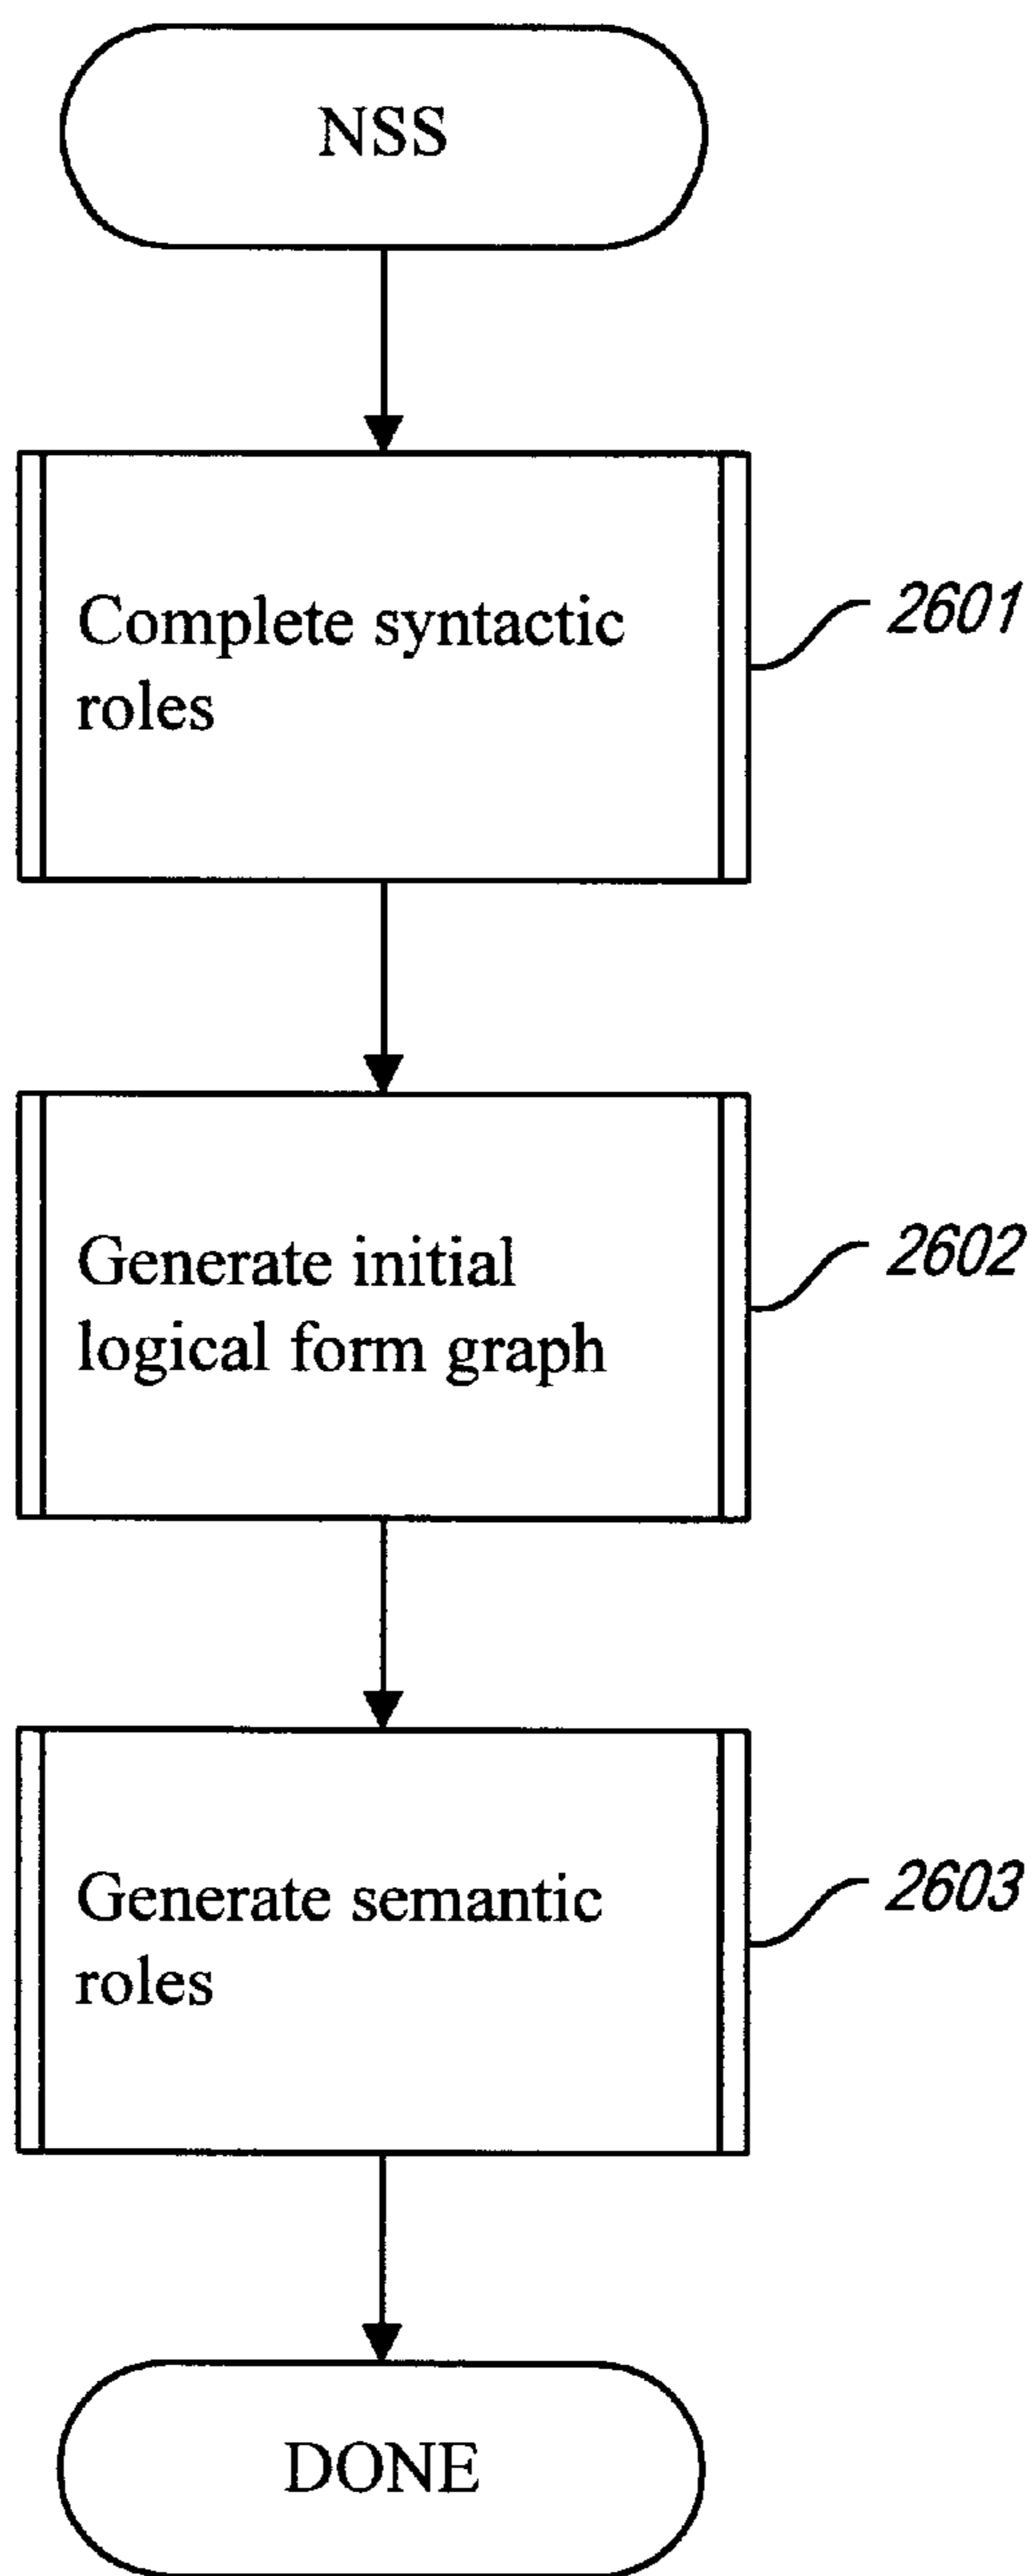 NSS
Complete syntactic
roles
2601
Generate initial
logical form graph
2602
Generate semantic
roles
2603
DONE